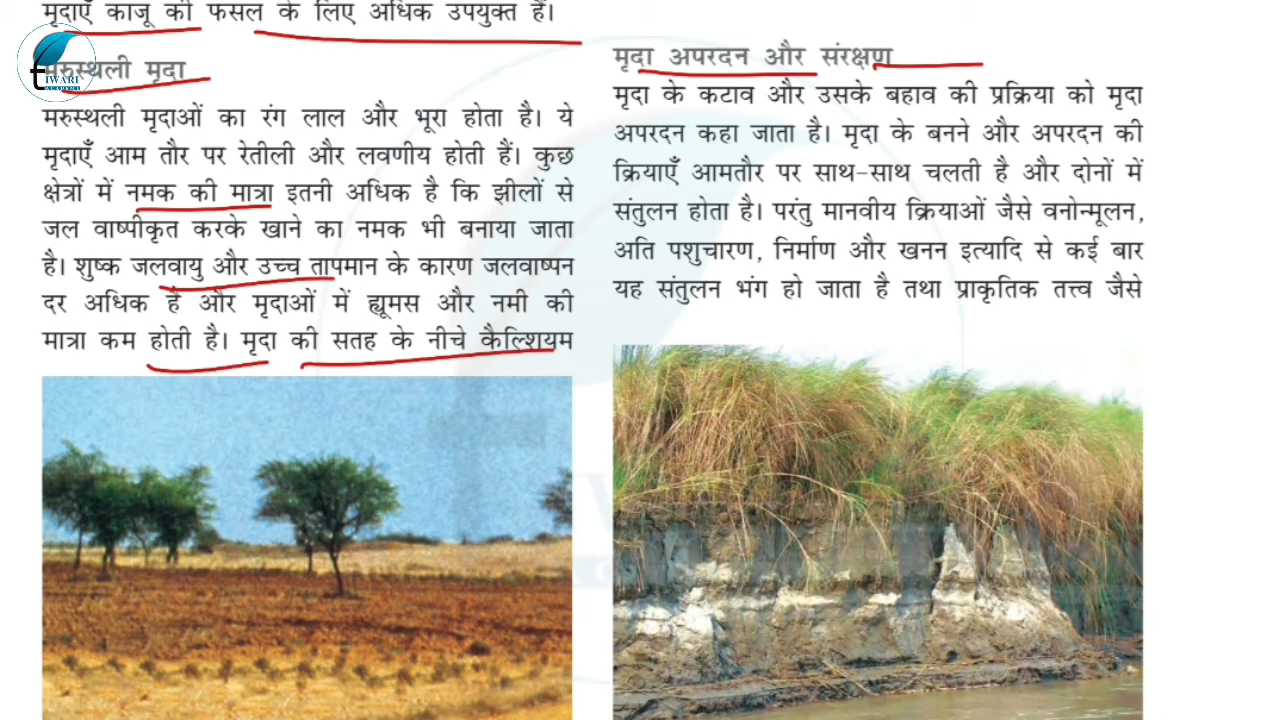 मृदाएँ काजू की फसल के लिए अधिक उपयुक्त हैं।
TIWARI
ACADEMY
मरुस्थली मृदा
मरुस्थली मृदाओं का रंग लाल और भूरा होता है। ये
मृदाएँ आम तौर पर रेतीली और लवणीय होती हैं। कुछ
क्षेत्रों में नमक की मात्रा इतनी अधिक है कि झीलों से
जल वाष्पीकृत करके खाने का नमक भी बनाया जाता
है। शुष्क जलवायु और उच्च तापमान के कारण जलवाष्पन
दर अधिक है और मृदाओं में ह्यूमस और नमी की
मात्रा कम होती है। मृदा की सतह के नीचे कैल्शियम
मृदा अपरदन और संरक्षण
मृदा के कटाव और उसके बहाव की प्रक्रिया को मृदा
अपरदन कहा जाता है। मृदा के बनने और अपरदन की
क्रियाएँ आमतौर पर साथ-साथ चलती है और दोनों में
संतुलन होता है। परंतु मानवीय क्रियाओं जैसे वनोन्मूलन,
अति पशुचारण, निर्माण और खनन इत्यादि से कई बार
यह संतुलन भंग हो जाता है तथा प्राकृतिक तत्त्व जैसे